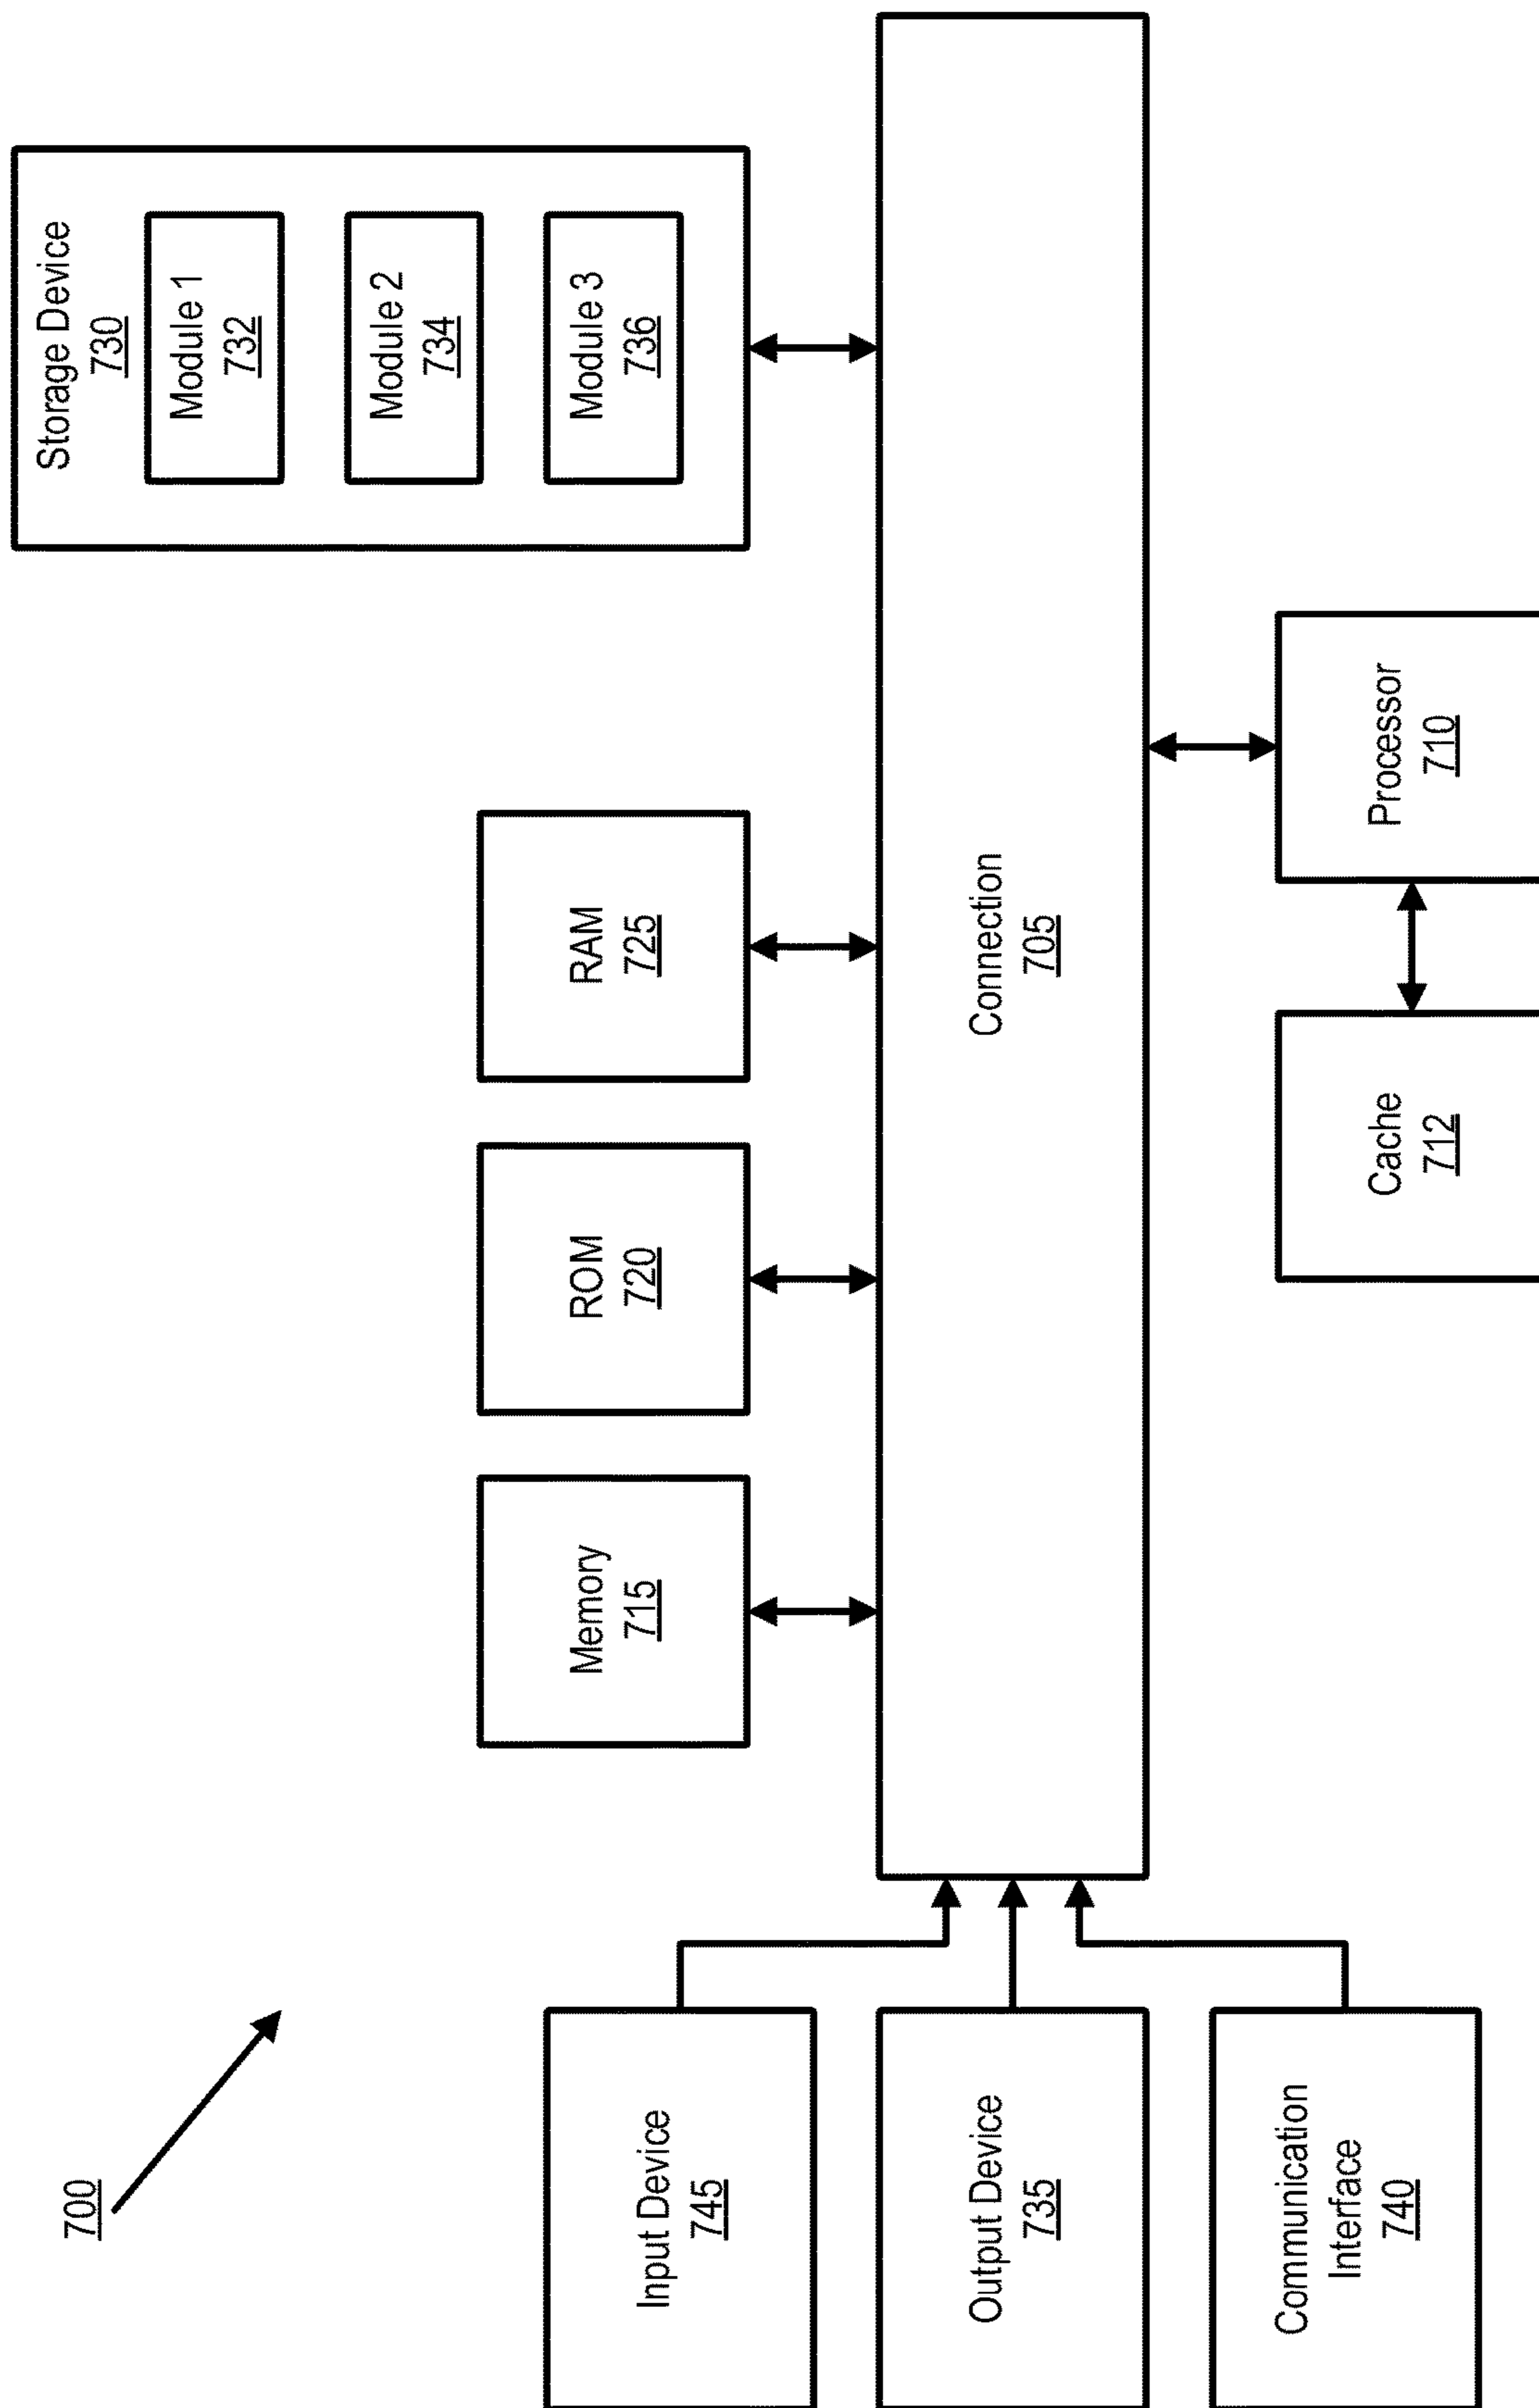 700
Input Device
745
Output Device
735
Communication
Interface
740
Memory
715
ROM
720
RAM
725
Storage Device
730
Module 1
732
Module 2
734
Module 3
736
Connection
705
Cache
712
Processor
710